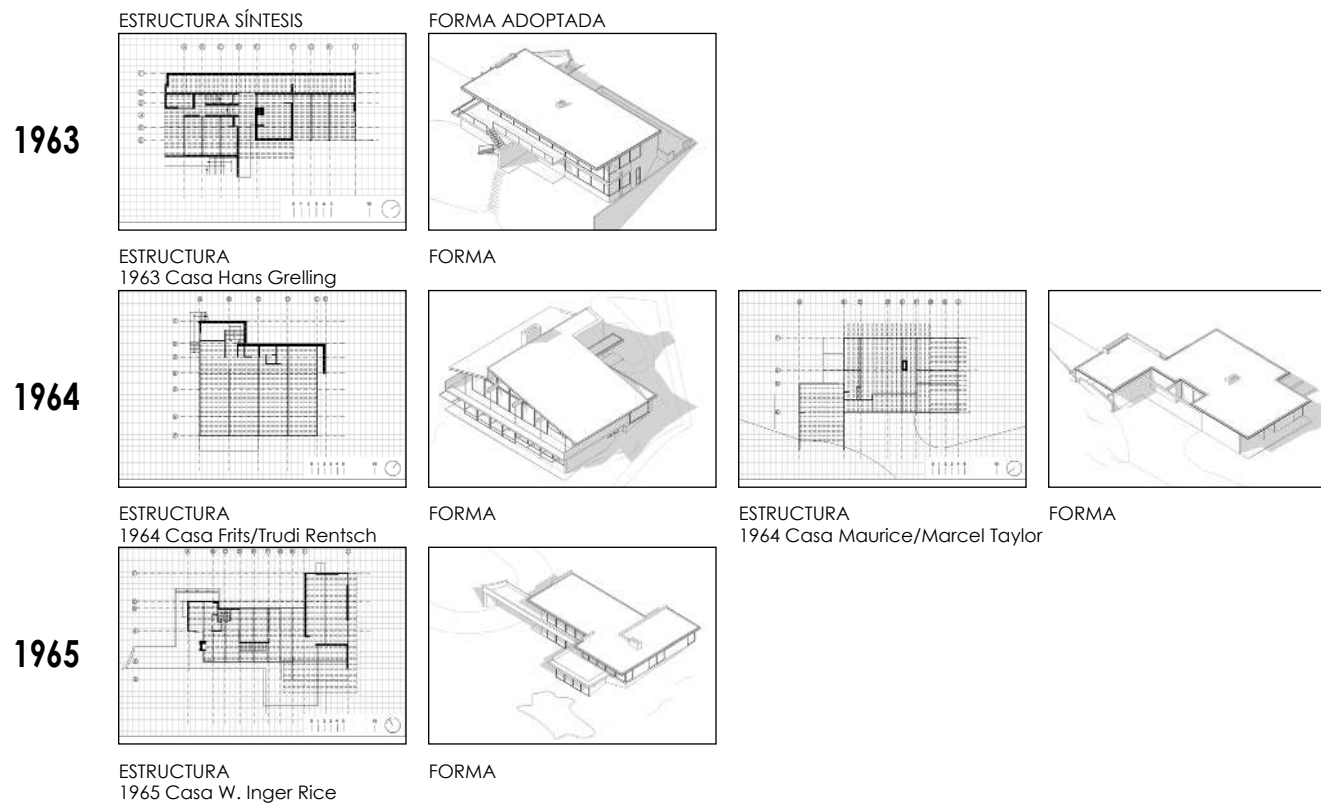 ESTRUCTURA SÍNTESIS
FORMA ADOPTADA
1963
ESTRUCTURA
1963 Casa Hans Grelling
FORMA
1964
ESTRUCTURA
1964 Casa Frits/Trudi Rentsch
FORMA
ESTRUCTURA
1964 Casa Maurice/Marcel Taylor
FORMA
1965
ESTRUCTURA
1965 Casa W. Inger Rice
FORMA